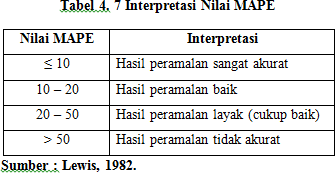 Tabel 4. 7 Interpretasi Nilai MAPE
Nilai MAPE Interpretasi
≤ 10 Hasil peramalan sangat akurat
10 – 20 Hasil peramalan baik
20 – 50 Hasil peramalan layak (cukup baik)
> 50 Hasil peramalan tidak akurat
Sumber : Lewis, 1982.